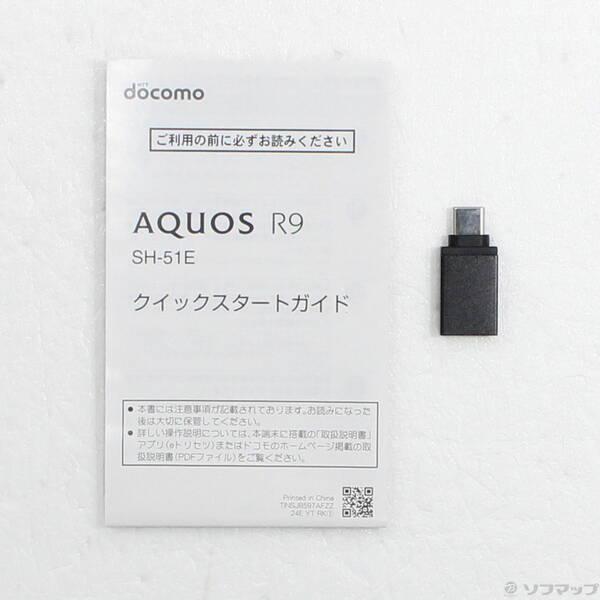 NTT
docomo
ご利用の前に必ずお読みください
AQUOS R9
SH-51E
クイックスタートガイド
● 本書には注意事項が記載されております。お読みになった
後は大切に保管してください。
● 詳しい操作説明については、本端末に搭載の「取扱説明書」
アプリ(eトリセツ)またはドコモのホームページ掲載の取
扱説明書(PDFファイル)をご覧ください。
Printed in China
TINSJB597AFZZ
24E YT RK①
ソフマップ